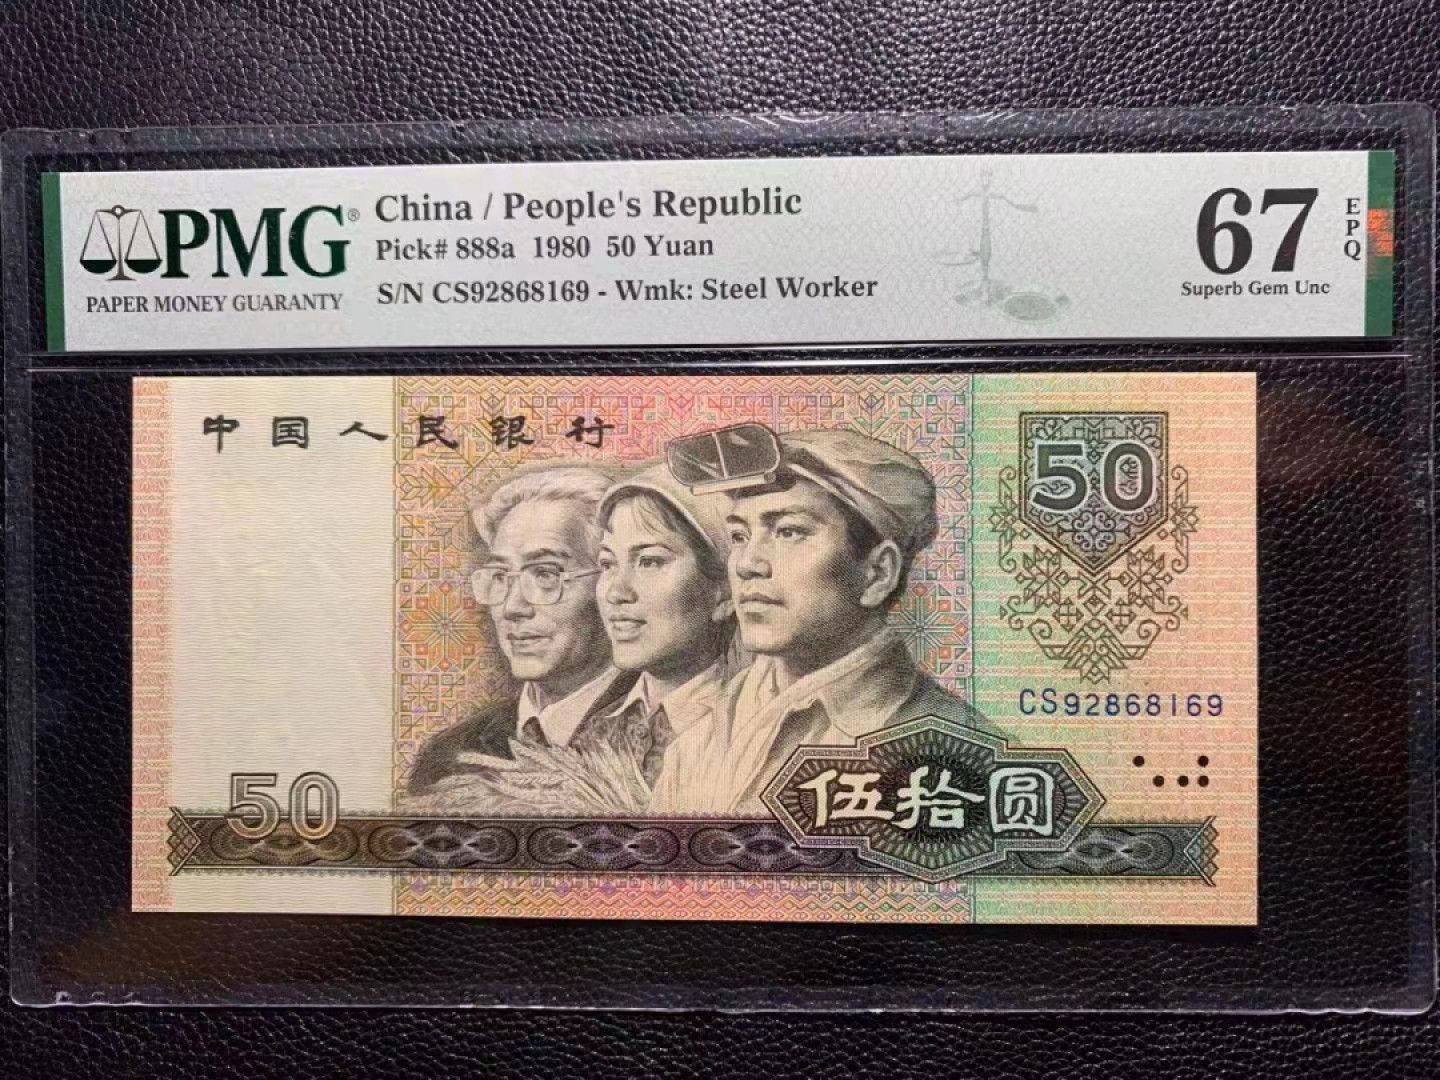 PMG®
PAPER MONEY GUARANTY
China / People's Republic
Pick# 888a 1980 50 Yuan
S/N CS92868169 - Wmk: Steel Worker
67
EPQ
Superb Gem Unc
中国人民银行
50
CS92868169
50
伍拾圆